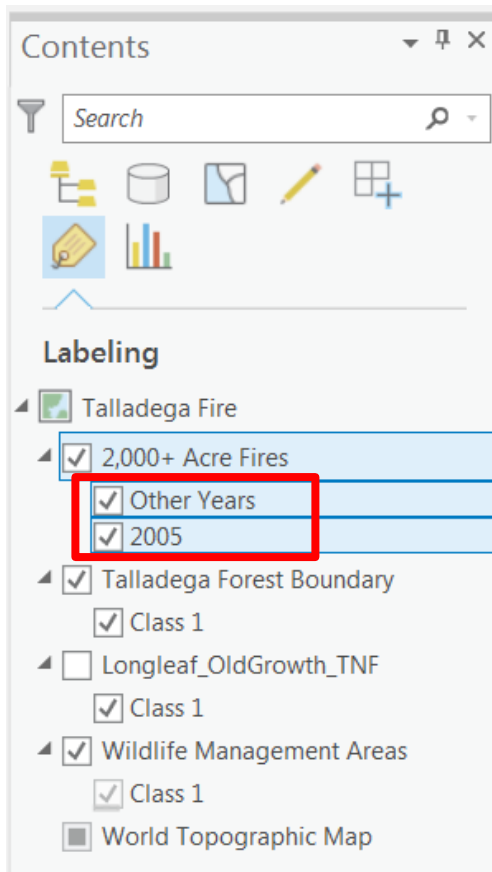 Contents
Search
Labeling
Talladega Fire
2,000+ Acre Fires
Other Years
2005
Talladega Forest Boundary
Class 1
Longleaf_OldGrowth_TNF
Class 1
Wildlife Management Areas
Class 1
World Topographic Map